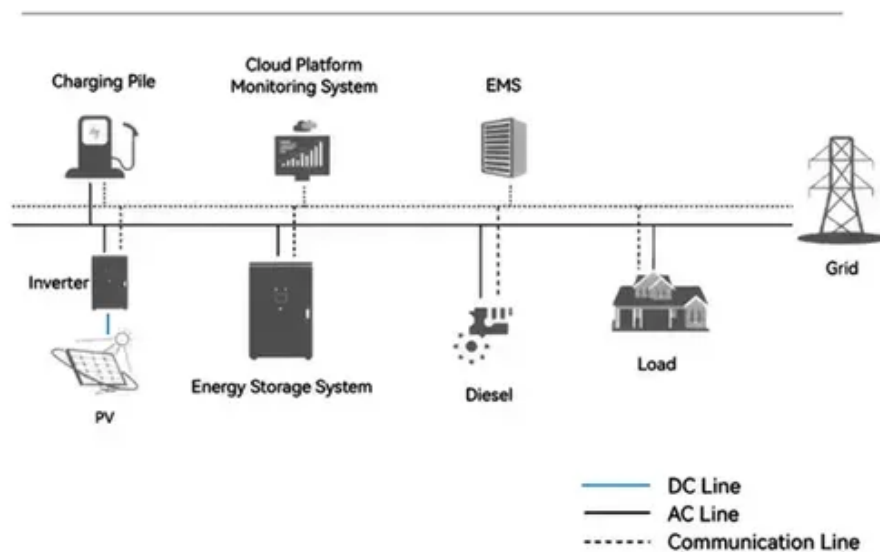 Charging Pile
Cloud Platform
Monitoring System
EMS
Grid
Inverter
Energy Storage System
Diesel
Load
PV
DC Line
AC Line
Communication Line